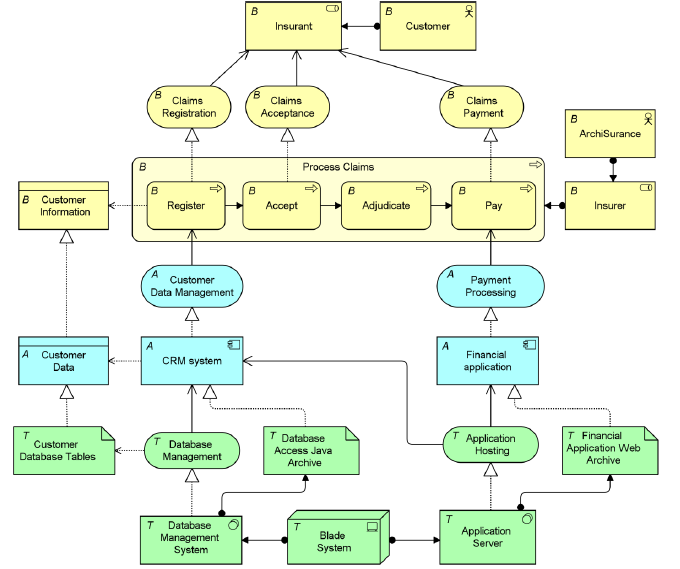 B
Insurant
B
Customer
B
Claims
Registration
B
Claims
Acceptance
B
Claims
Payment
B
ArchiSurance
B
Process Claims
B
Customer
Information
B
Register
B
Accept
B
Adjudicate
B
Pay
B
Insurer
A
Customer
Data Management
A
Payment
Processing
A
Customer
Data
A
CRM system
A
Financial
application
T
Customer
Database Tables
T
Database
Management
T
Database
Access Java
Archive
T
Application
Hosting
T
Financial
Application Web
Archive
T
Database
Management
System
T
Blade
System
T
Application
Server